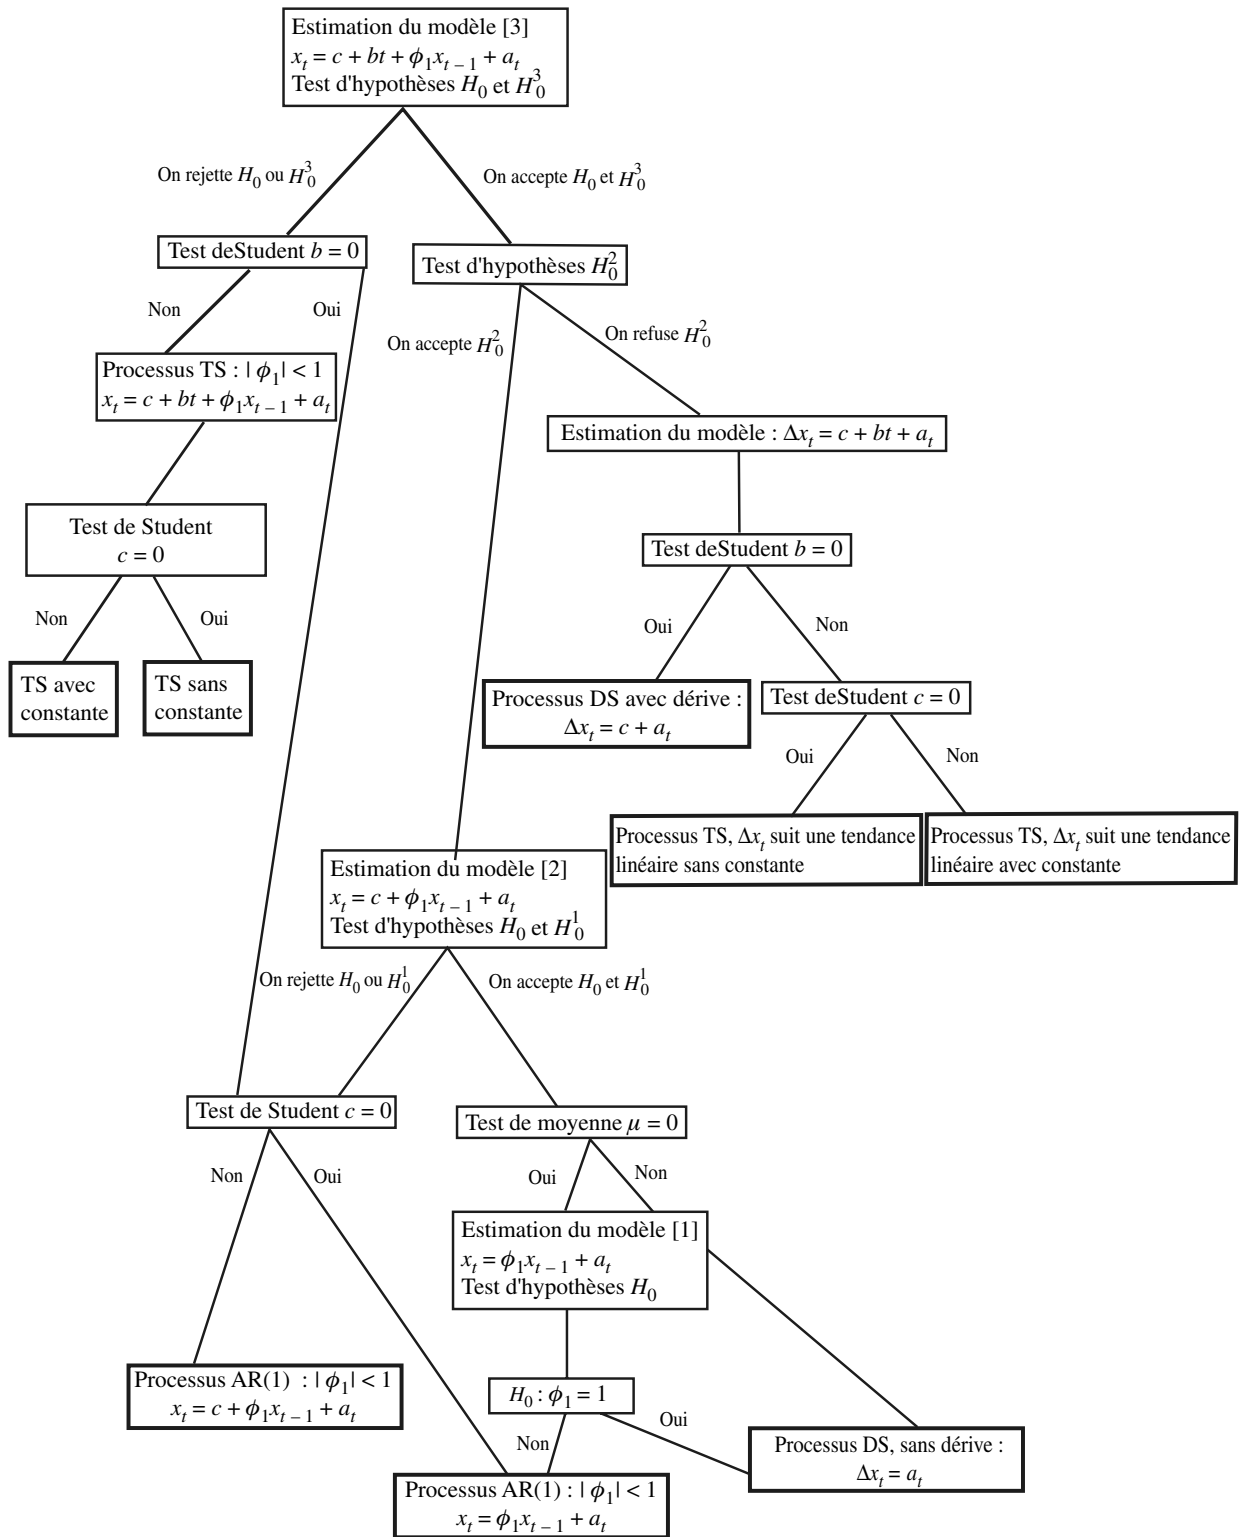 Estimation du modèle [3]
x_t = c + bt + ϕ_1x_{t – 1} + a_t
Test d'hypothèses H_0 et H_0^3
On rejette H_0 ou H_0^3
On accepte H_0 et H_0^3
Test deStudent b = 0
Test d'hypothèses H_0^2
Non
Oui
On accepte H_0^2
On refuse H_0^2
Processus TS : | ϕ_1| < 1
x_t = c + bt + ϕ_1x_{t – 1} + a_t
Estimation du modèle : Δx_t = c + bt + a_t
Test de Student
c = 0
Test deStudent b = 0
Non
Oui
Oui
Non
TS avec
constante
TS sans
constante
Processus DS avec dérive :
Δx_t = c + a_t
Test deStudent c = 0
Oui
Non
Processus TS, Δx_t suit une tendance
linéaire sans constante
Processus TS, Δx_t suit une tendance
linéaire avec constante
Estimation du modèle [2]
x_t = c + ϕ_1x_{t – 1} + a_t
Test d'hypothèses H_0 et H_0^1
On rejette H_0 ou H_0^1
On accepte H_0 et H_0^1
Test de Student c = 0
Test de moyenne μ = 0
Non
Oui
Oui
Non
Estimation du modèle [1]
x_t = ϕ_1x_{t – 1} + a_t
Test d'hypothèses H_0
Processus AR(1) : | ϕ_1| < 1
x_t = c + ϕ_1x_{t – 1} + a_t
H_0 : ϕ_1 = 1
Non
Oui
Processus DS, sans dérive :
Δx_t = a_t
Processus AR(1) : | ϕ_1| < 1
x_t = ϕ_1x_{t – 1} + a_t